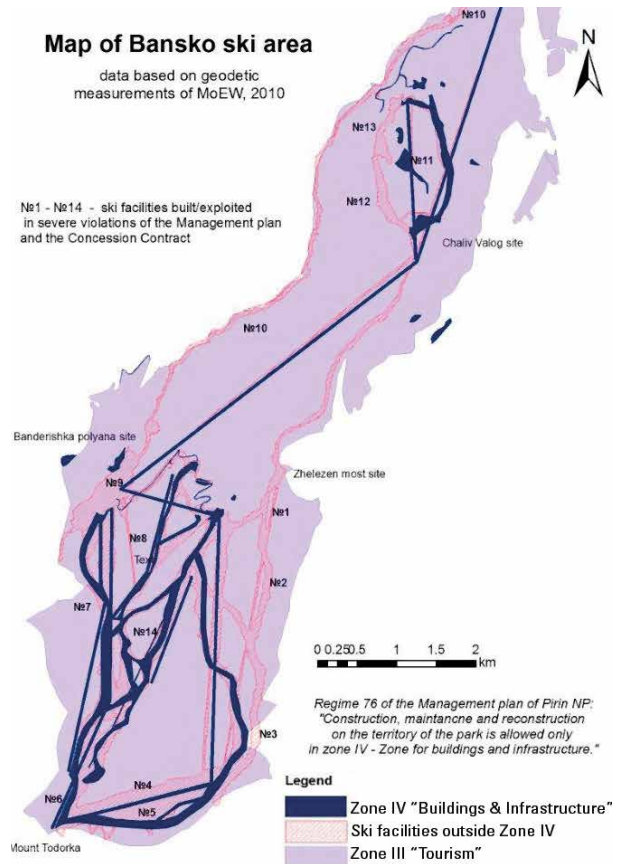 №10
Map of Bansko ski area
N
data based on geodetic
measurements of MoEW, 2010
№13
№11
№1 - №14 - ski facilities built/exploited
in severe violations of the Management plan
and the Concession Contract
№12
Chaliv Valog site
№10
Banderishka polyana site
Zhelezen most site
№9
№1
№8
Tex
№2
№7
№14
0 0.250.5 1 1.5 2
km
Regime 76 of the Management plan of Pirin NP:
"Construction, maintancne and reconstruction
on the territory of the park is allowed only
in zone IV - Zone for buildings and infrastructure."
№3
№4
Legend
№6
№5
Zone IV "Buildings & Infrastructure"
Ski facilities outside Zone IV
Mount Todorka
Zone III "Tourism"